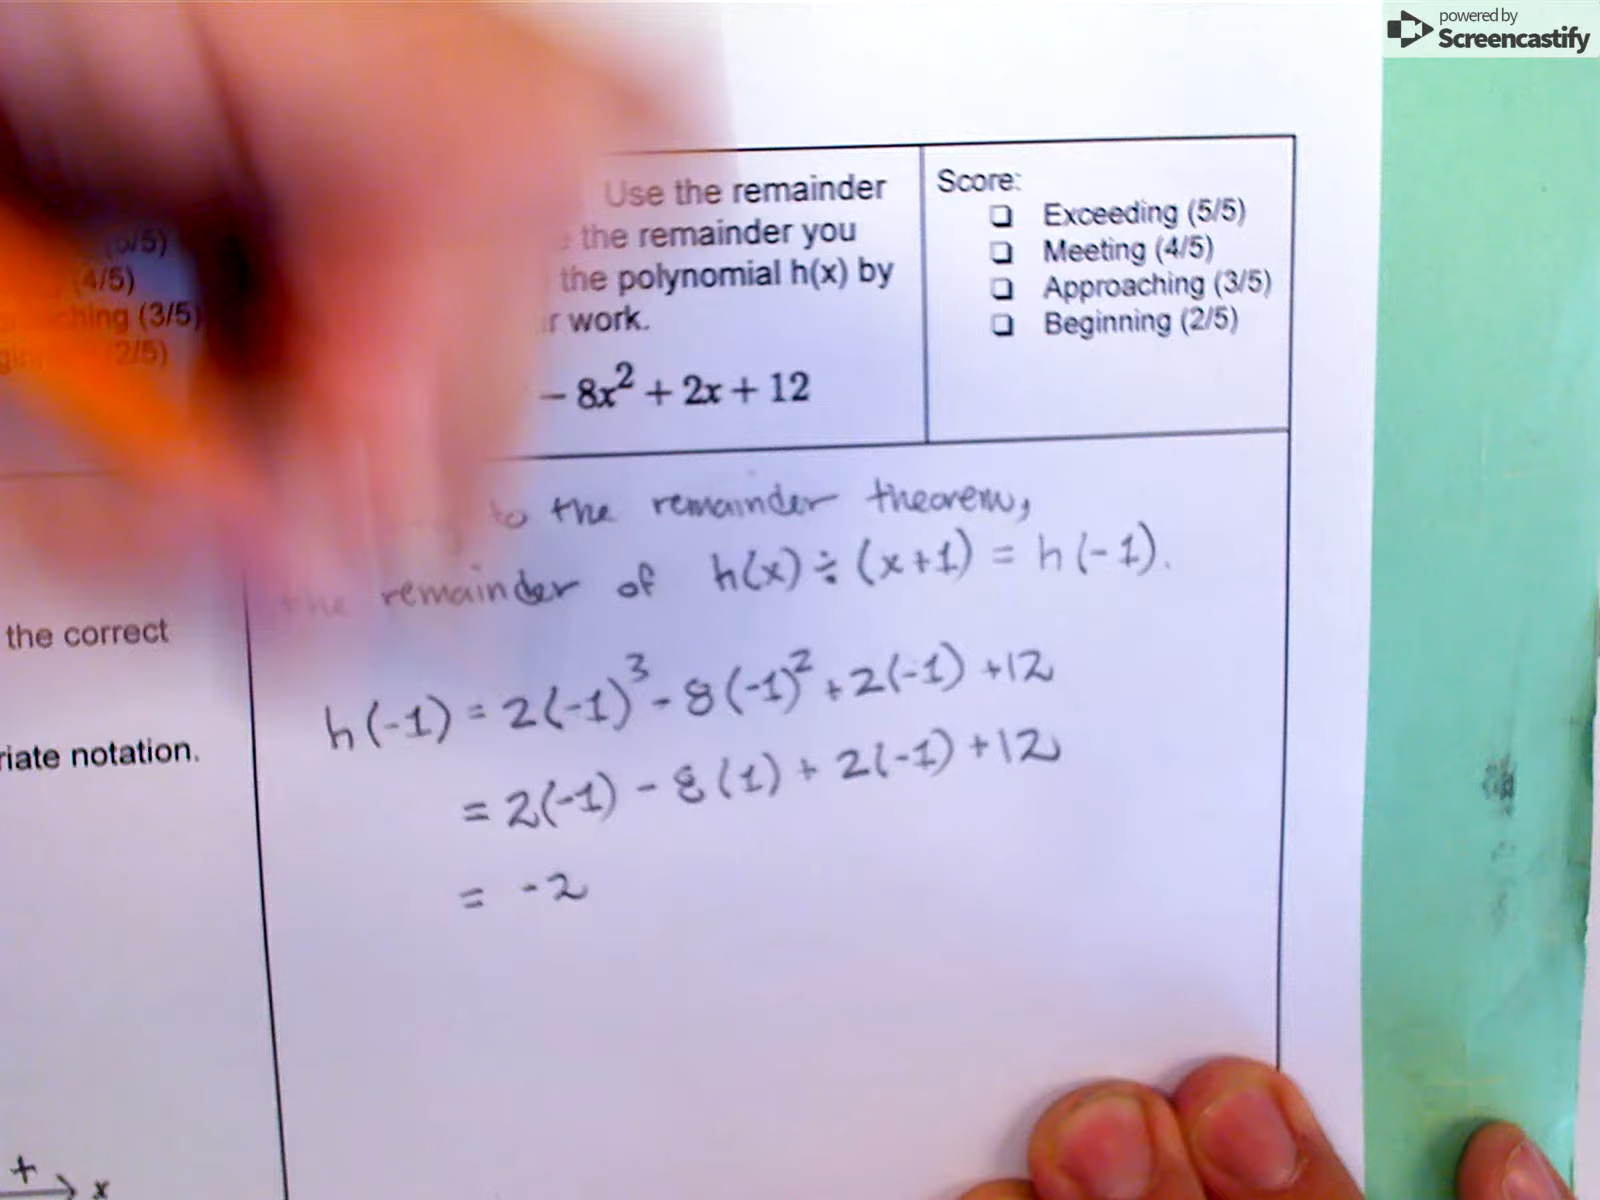 powered by
Screencastify
Use the remainder
the remainder you
the polynomial h(x) by
work.
− 8x² + 2x + 12
Score:
❑ Exceeding (5/5)
❑ Meeting (4/5)
❑ Approaching (3/5)
❑ Beginning (2/5)
(5/5)
(4/5)
(3/5)
(2/5)
to the remainder theorem,
the remainder of h(x) ÷ (x+1) = h(-1).
h(-1) = 2(-1)³ - 8(-1)² + 2(-1) + 12
= 2(-1) - 8(1) + 2(-1) + 12
= -2
the correct
notation.
+
x